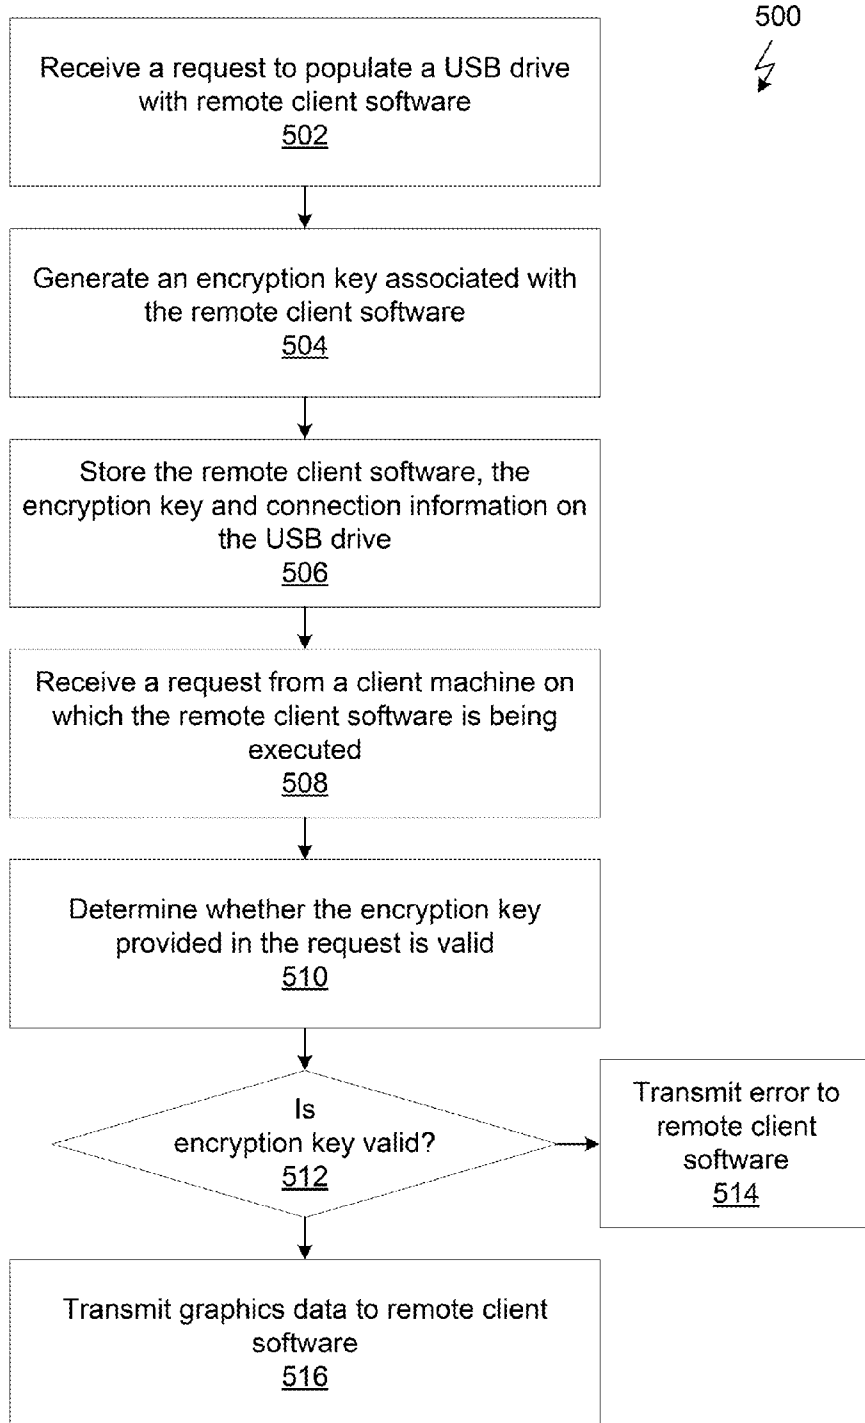 500
Receive a request to populate a USB drive
with remote client software
502
Generate an encryption key associated with
the remote client software
504
Store the remote client software, the
encryption key and connection information on
the USB drive
506
Receive a request from a client machine on
which the remote client software is being
executed
508
Determine whether the encryption key
provided in the request is valid
510
Is
encryption key valid?
512
Transmit error to
remote client
software
514
Transmit graphics data to remote client
software
516